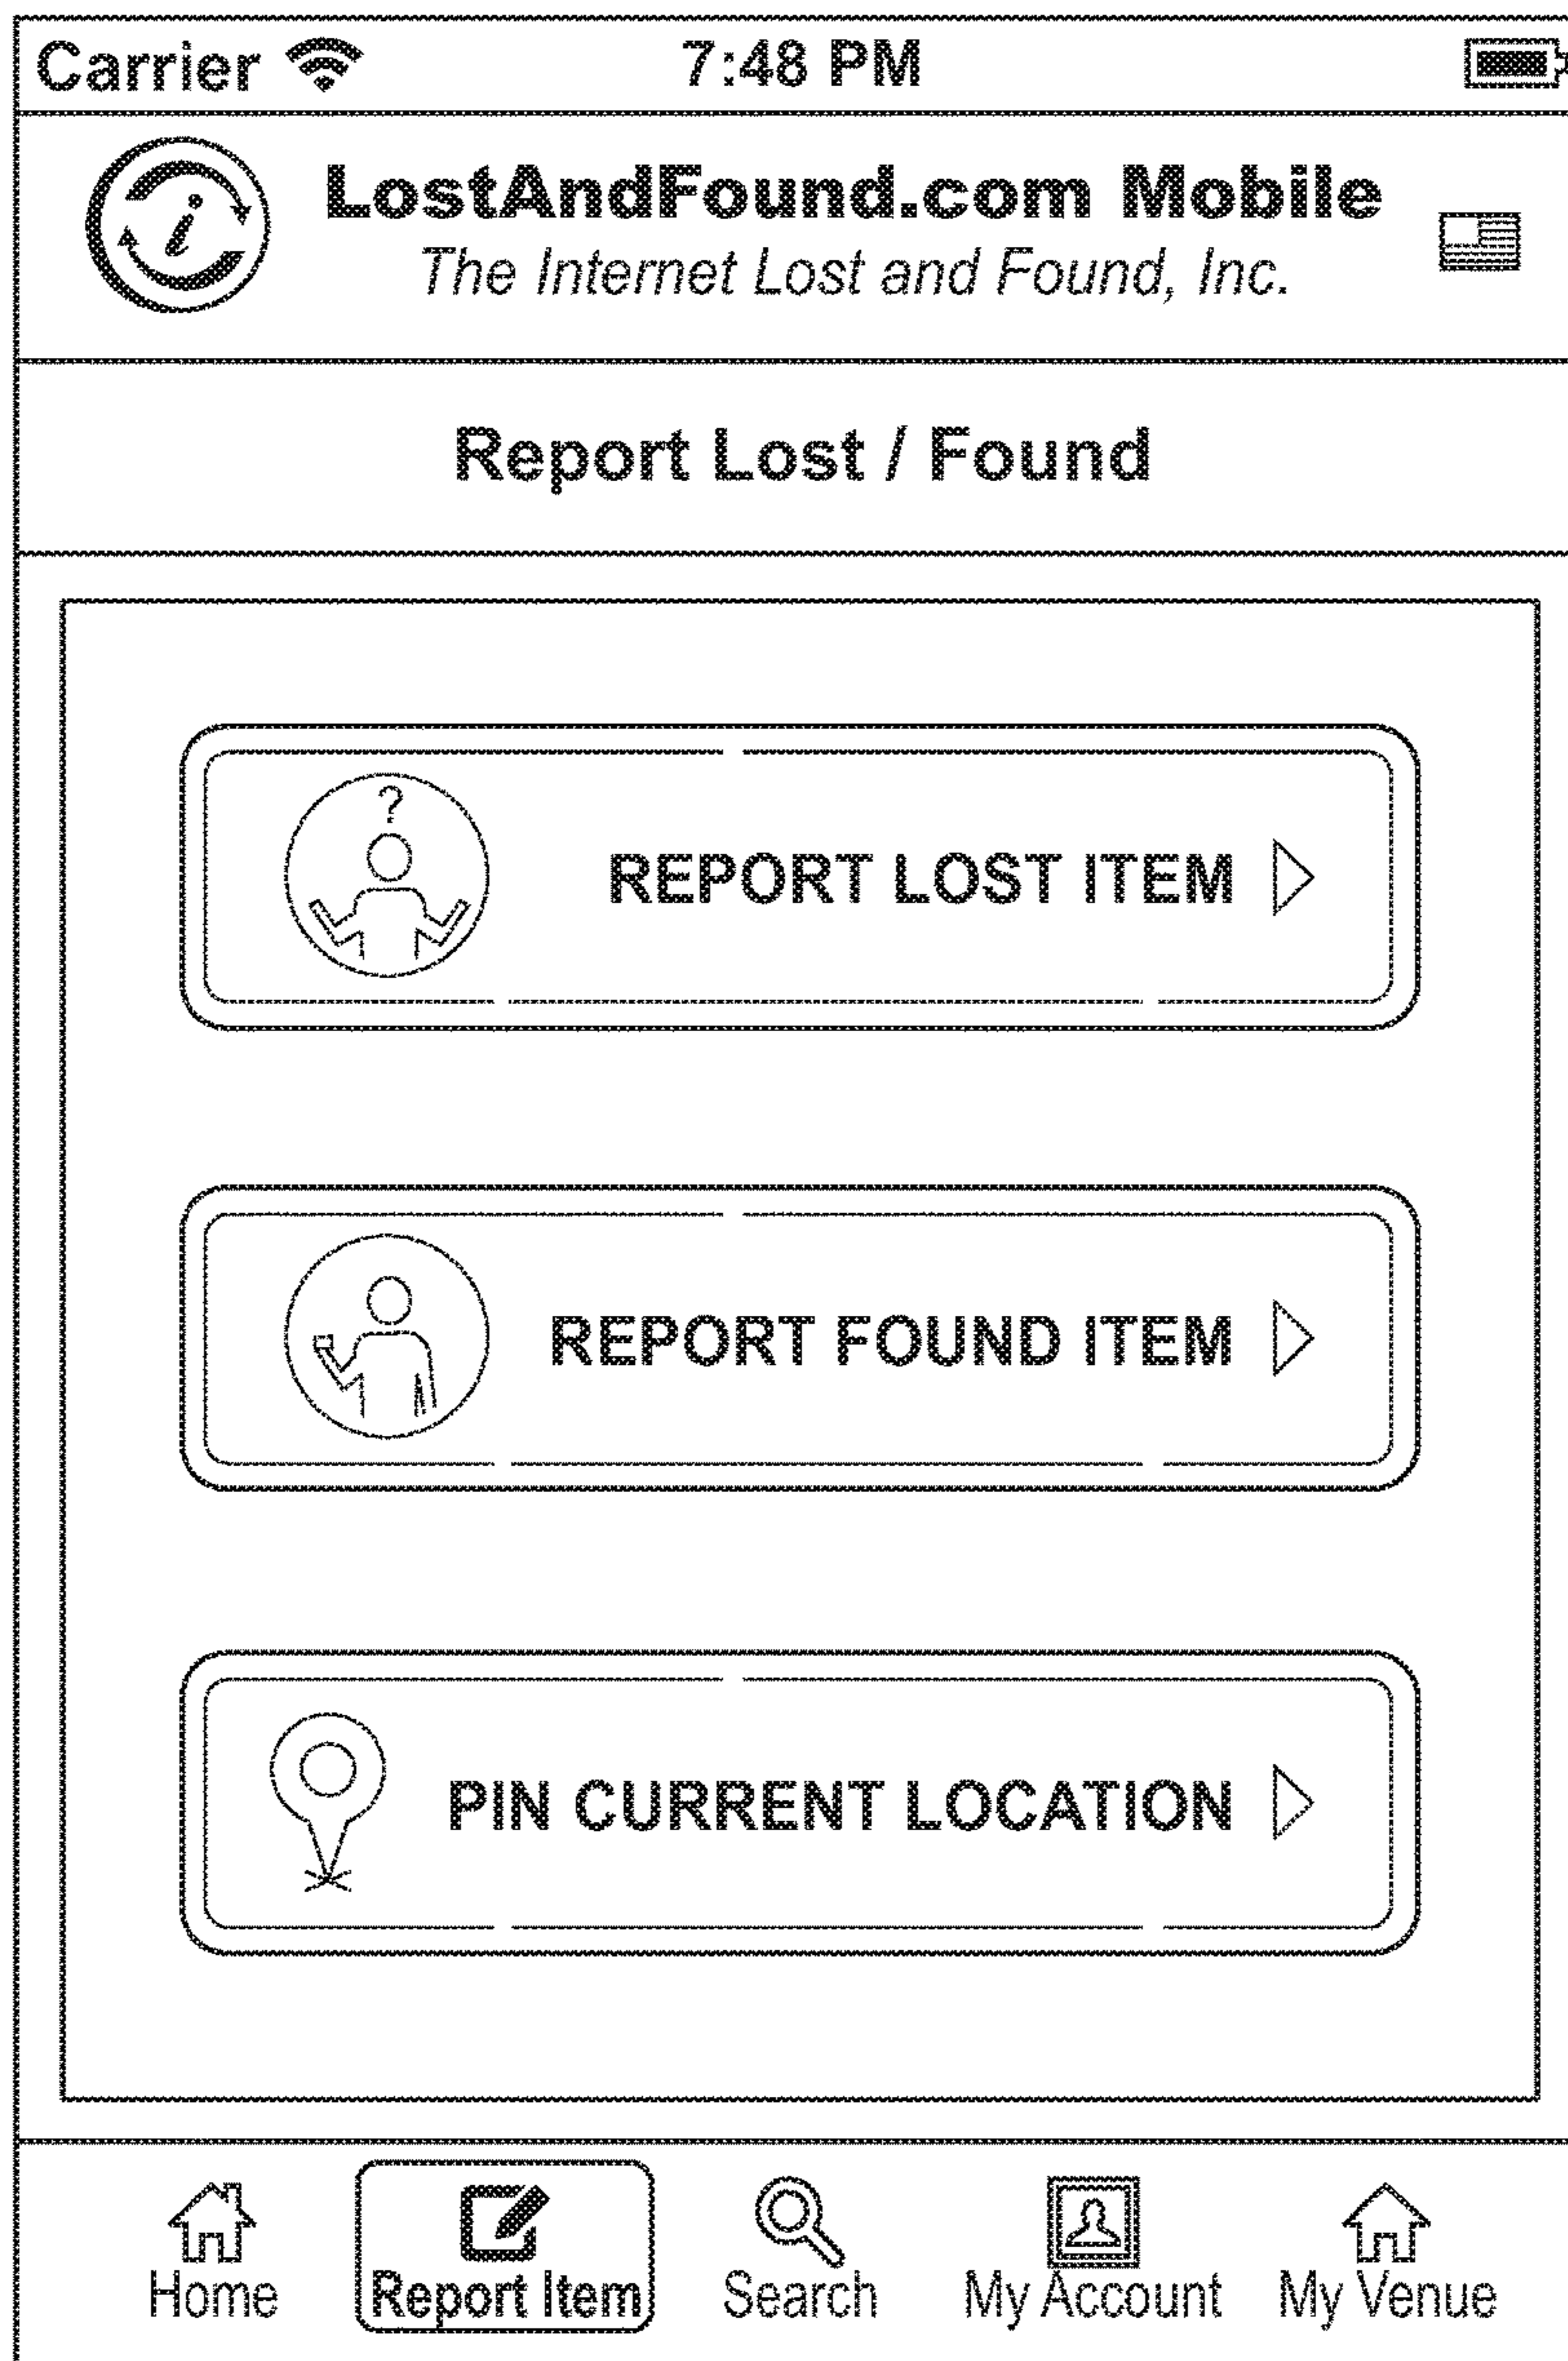 Carrier 7:48 PM
i
LostAndFound.com Mobile
The Internet Lost and Found, Inc.
Report Lost / Found
?
REPORT LOST ITEM
REPORT FOUND ITEM
PIN CURRENT LOCATION
Home Report Item Search My Account My Venue